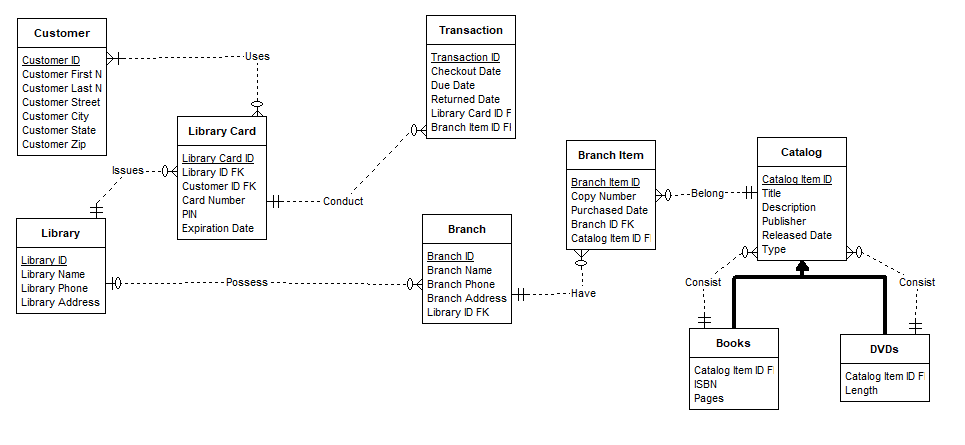 Customer
Customer ID
Customer First N
Customer Last N
Customer Street
Customer City
Customer State
Customer Zip
Uses
Transaction
Transaction ID
Checkout Date
Due Date
Returned Date
Library Card ID F
Branch Item ID FI
Library Card
Library Card ID
Library ID FK
Customer ID FK
Card Number
PIN
Expiration Date
Issues
Conduct
Branch Item
Branch Item ID
Copy Number
Purchased Date
Branch ID FK
Catalog Item ID F
Belong
Catalog
Catalog Item ID
Title
Description
Publisher
Released Date
Type
Library
Library ID
Library Name
Library Phone
Library Address
Possess
Branch
Branch ID
Branch Name
Branch Phone
Branch Address
Library ID FK
Have
Consist
Consist
Books
Catalog Item ID F
ISBN
Pages
DVDs
Catalog Item ID F
Length